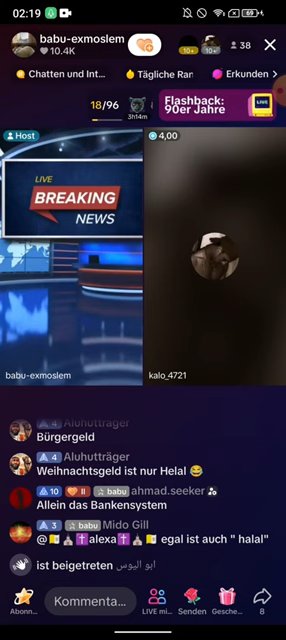 02:19
69
babu-exmoslem
10.4K
10+
10+
38
Chatten und Int...
Tägliche Ran
Erkunden
18/96
3h14m
Flashback:
90er Jahre
LIVE
Host
4,00
LIVE
BREAKING
NEWS
babu-exmoslem
kalo_4721
4 Aluhutträger
Bürgergeld
4 Aluhutträger
Weihnachtsgeld ist nur Helal 😂
10 II babu ahmad.seeker
Allein das Bankensystem
3 babu Mido Gill
@🇻🇦⛪✝️alexa✝️⛪🇻🇦 egal ist auch " halal"
ابو اليوس ist beigetreten
Abonn...
Kommenta...
LIVE mi...
Senden
Gesche...
8